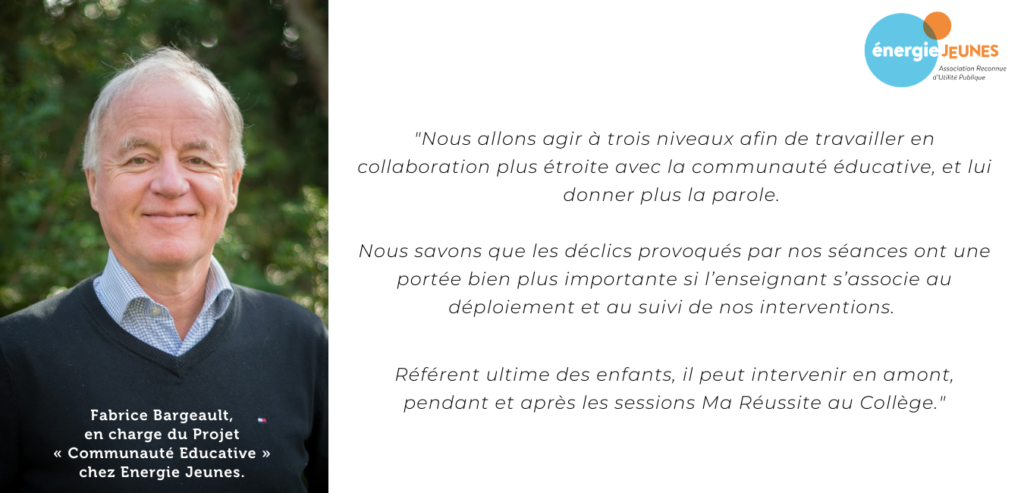 énergie JEUNES
Association Reconnue
d'Utilité Publique
"Nous allons agir à trois niveaux afin de travailler en
collaboration plus étroite avec la communauté éducative, et lui
donner plus la parole.
Nous savons que les déclics provoqués par nos séances ont une
portée bien plus importante si l’enseignant s’associe au
déploiement et au suivi de nos interventions.
Référent ultime des enfants, il peut intervenir en amont,
pendant et après les sessions Ma Réussite au Collège."
Fabrice Bargeault,
en charge du Projet
« Communauté Educative »
chez Energie Jeunes.